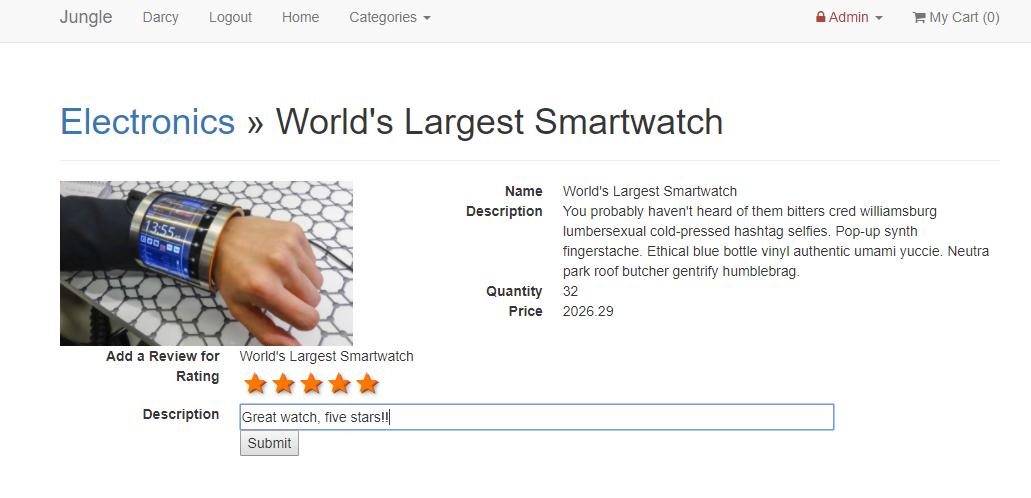 Jungle Darcy Logout Home Categories Admin My Cart (0)
Electronics » World's Largest Smartwatch
13:55
Name World's Largest Smartwatch
Description You probably haven't heard of them bitters cred williamsburg
lumbersexual cold-pressed hashtag selfies. Pop-up synth
fingerstache. Ethical blue bottle vinyl authentic umami yuccie. Neutra
park roof butcher gentrify humblebrag.
Quantity 32
Price 2026.29
Add a Review for World's Largest Smartwatch
Rating
Description Great watch, five stars!!
Submit